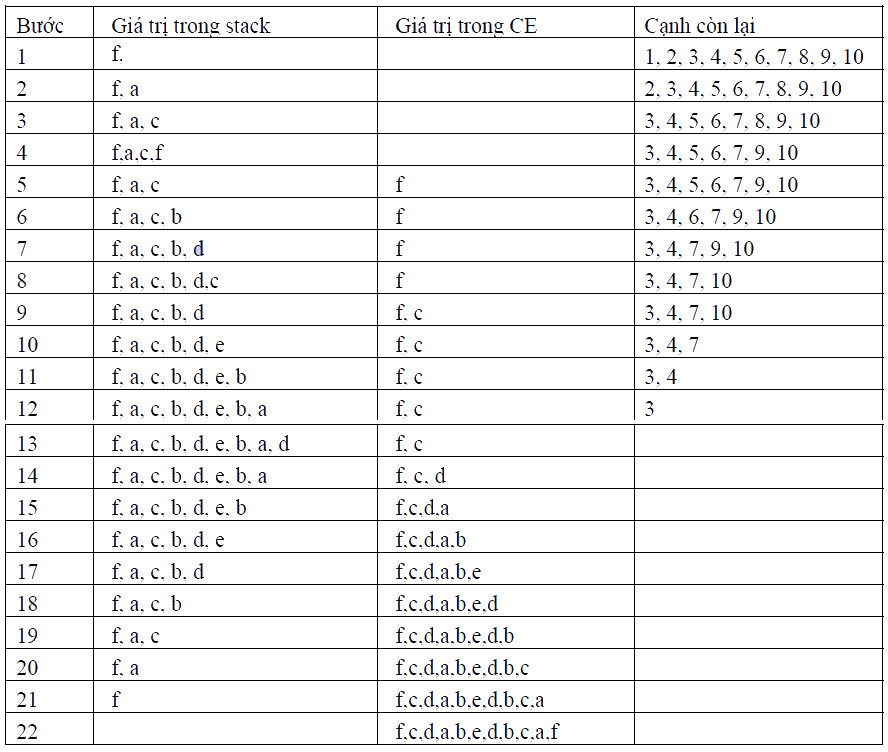 Bước Giá trị trong stack Giá trị trong CE Cạnh còn lại
1 f. 1, 2, 3, 4, 5, 6, 7, 8, 9, 10
2 f, a 2, 3, 4, 5, 6, 7, 8, 9, 10
3 f, a, c 3, 4, 5, 6, 7, 8, 9, 10
4 f,a,c,f 3, 4, 5, 6, 7, 9, 10
5 f, a, c f 3, 4, 5, 6, 7, 9, 10
6 f, a, c, b f 3, 4, 6, 7, 9, 10
7 f, a, c, b, d f 3, 4, 7, 9, 10
8 f, a, c, b, d,c f 3, 4, 7, 10
9 f, a, c, b, d f, c 3, 4, 7, 10
10 f, a, c, b, d, e f, c 3, 4, 7
11 f, a, c, b, d, e, b f, c 3, 4
12 f, a, c, b, d, e, b, a f, c 3
13 f, a, c, b, d, e, b, a, d f, c
14 f, a, c, b, d, e, b, a f, c, d
15 f, a, c, b, d, e, b f,c,d,a
16 f, a, c, b, d, e f,c,d,a,b
17 f, a, c, b, d f,c,d,a,b,e
18 f, a, c, b f,c,d,a,b,e,d
19 f, a, c f,c,d,a,b,e,d,b
20 f, a f,c,d,a,b,e,d,b,c
21 f f,c,d,a,b,e,d,b,c,a
22 f,c,d,a,b,e,d,b,c,a,f